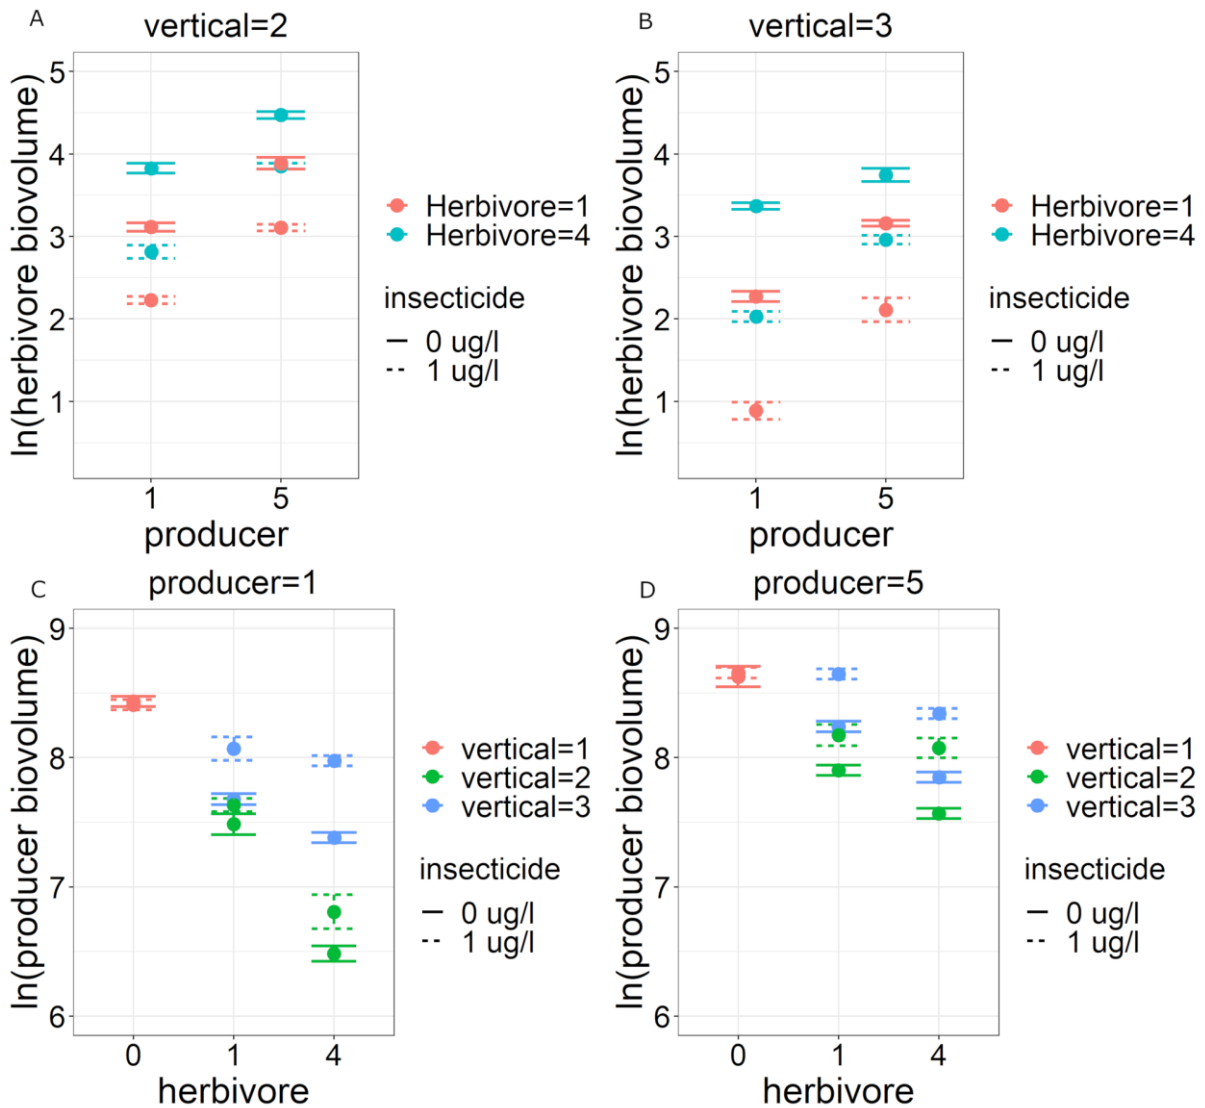 A
vertical=2
ln(herbivore biovolume)
5
4
3
2
1
1 5
producer
Herbivore=1
Herbivore=4
insecticide
0 ug/l
1 ug/l
B
vertical=3
ln(herbivore biovolume)
5
4
3
2
1
1 5
producer
Herbivore=1
Herbivore=4
insecticide
0 ug/l
1 ug/l
C
producer=1
ln(producer biovolume)
9
8
7
6
0 1 4
herbivore
vertical=1
vertical=2
vertical=3
insecticide
0 ug/l
1 ug/l
D
producer=5
ln(producer biovolume)
9
8
7
6
0 1 4
herbivore
vertical=1
vertical=2
vertical=3
insecticide
0 ug/l
1 ug/l